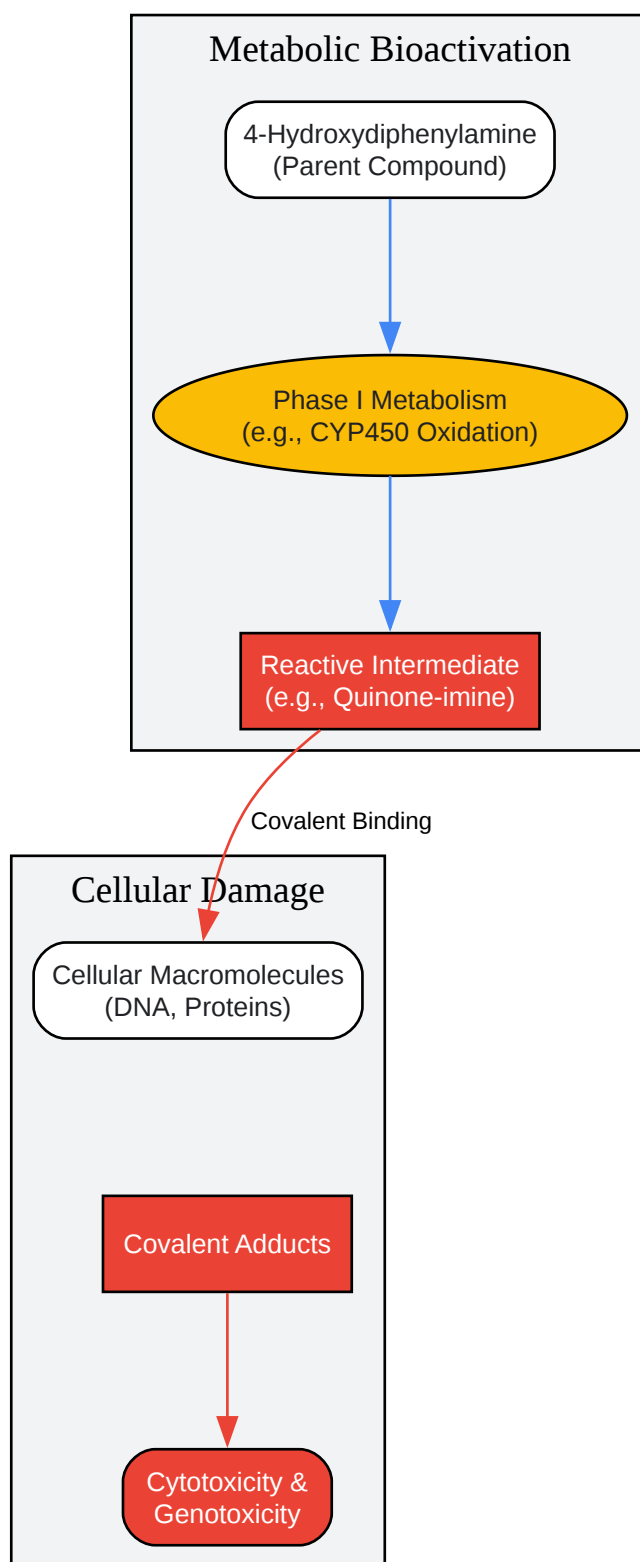 Metabolic Bioactivation
4-Hydroxydiphenylamine
(Parent Compound)
Phase I Metabolism
(e.g., CYP450 Oxidation)
Reactive Intermediate
(e.g., Quinone-imine)
Covalent Binding
Cellular Damage
Cellular Macromolecules
(DNA, Proteins)
Covalent Adducts
Cytotoxicity &
Genotoxicity